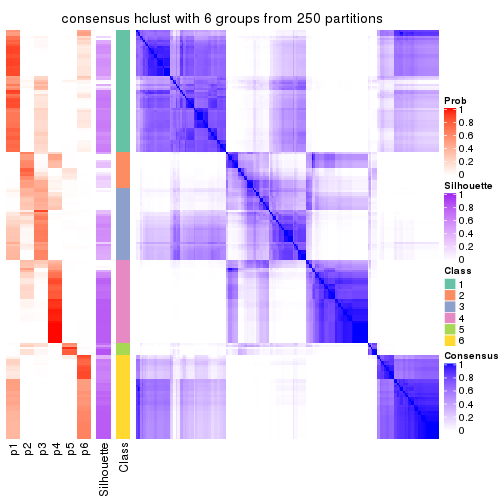 consensus hclust with 6 groups from 250 partitions
Prob
1
0.8
0.6
0.4
0.2
0
Silhouette
1
0.8
0.6
0.4
0.2
0
Class
1
2
3
4
5
6
Consensus
1
0.8
0.6
0.4
0.2
0
p1
p2
p3
p4
p5
p6
Silhouette
Class